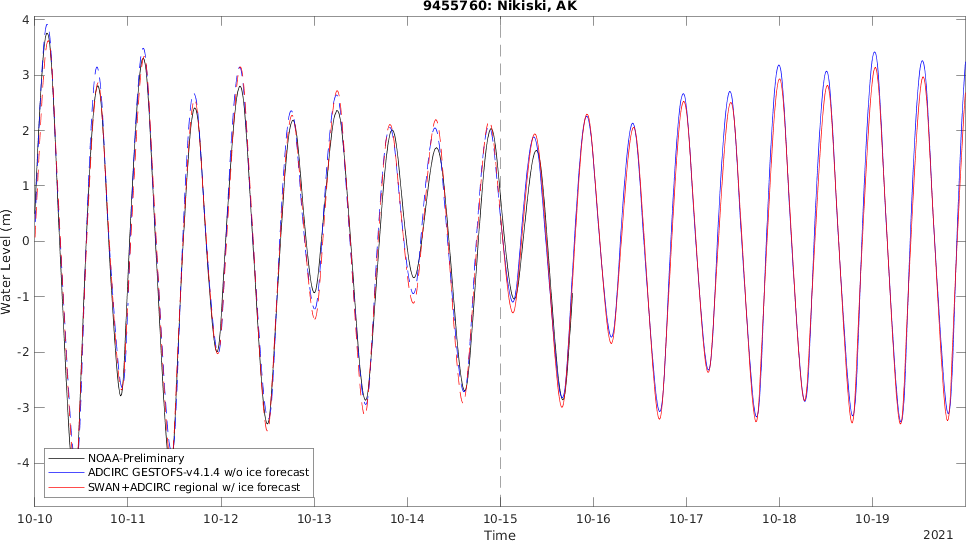 9455760: Nikiski, AK
4
3
2
1
0
-1
-2
-3
-4
Water Level (m)
NOAA-Preliminary
ADCIRC GESTOFS-v4.1.4 w/o ice forecast
SWAN+ADCIRC regional w/ ice forecast
10-10 10-11 10-12 10-13 10-14 10-15 10-16 10-17 10-18 10-19
Time
2021